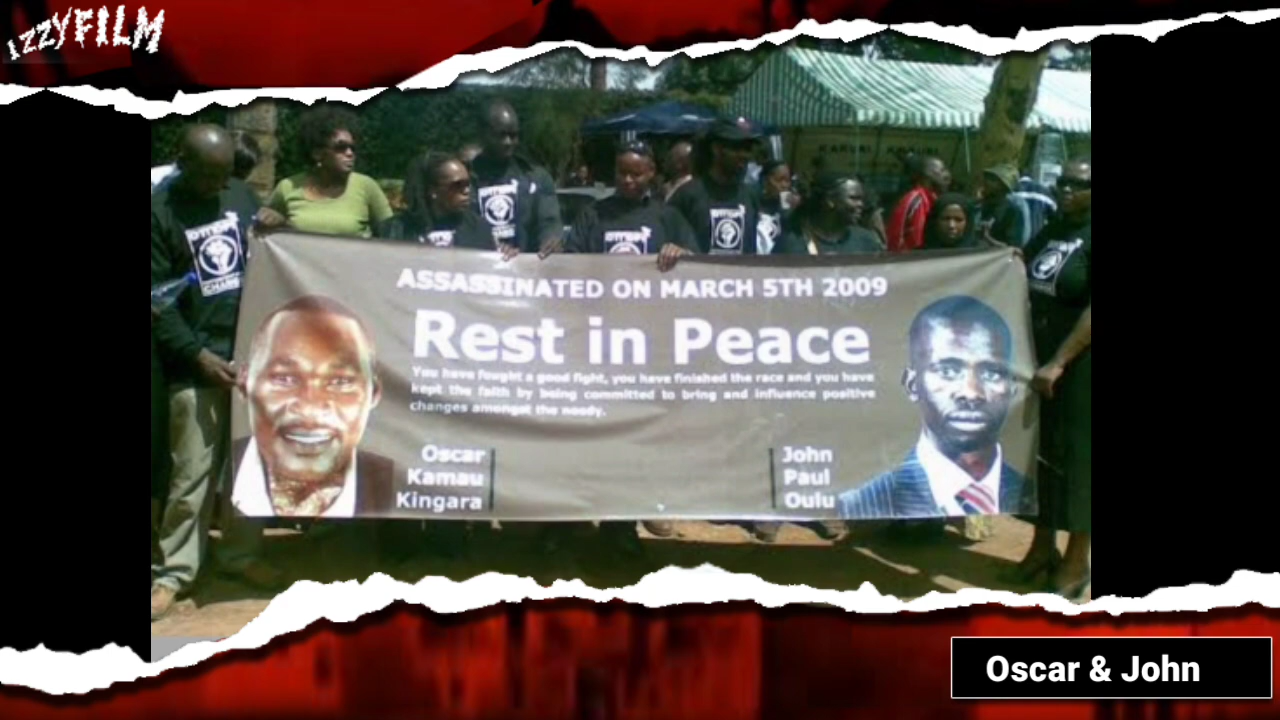 IZZYFILM
KARURI KARURI
ASSASSINATED ON MARCH 5TH 2009
Rest in Peace
You have fought a good fight, you have finished the race and you have
kept the faith by being committed to bring and influence positive
changes amongst the needy.
Oscar
Kamau
Kingara
John
Paul
Oulu
Oscar & John